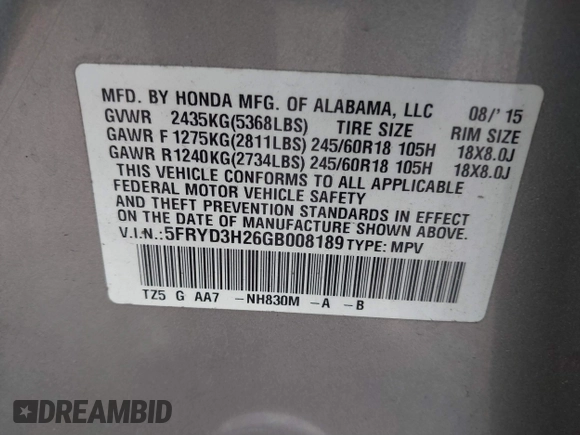 MFD. BY HONDA MFG. OF ALABAMA, LLC 08/'15
GVWR 2435KG(5368LBS) TIRE SIZE RIM SIZE
GAWR F 1275KG(2811LBS) 245/60R18 105H 18X8.0J
GAWR R 1240KG(2734LBS) 245/60R18 105H 18X8.0J
THIS VEHICLE CONFORMS TO ALL APPLICABLE
FEDERAL MOTOR VEHICLE SAFETY
AND THEFT PREVENTION STANDARDS IN EFFECT
ON THE DATE OF MANUFACTURE SHOWN ABOVE.
V.I.N.:5FRYD3H26GB008189 TYPE: MPV
TZ5 G AA7 -NH830M -A -B
DREAMBID